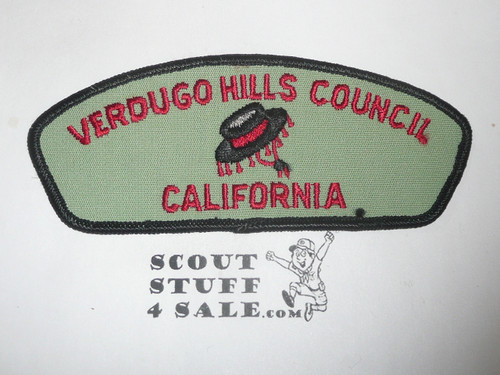 VERDUGO HILLS COUNCIL
CALIFORNIA
SCOUT
STUFF
4 SALE.COM